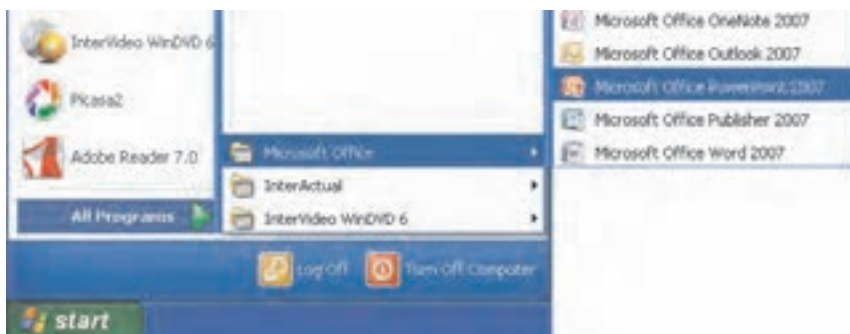 InterVideo WinDVD 6
Picasa2
Adobe Reader 7.0
All Programs
Microsoft Office
InterActual
InterVideo WinDVD 6
Microsoft Office OneNote 2007
Microsoft Office Outlook 2007
Microsoft Office PowerPoint 2007
Microsoft Office Publisher 2007
Microsoft Office Word 2007
Log Off
Turn Off Computer
start